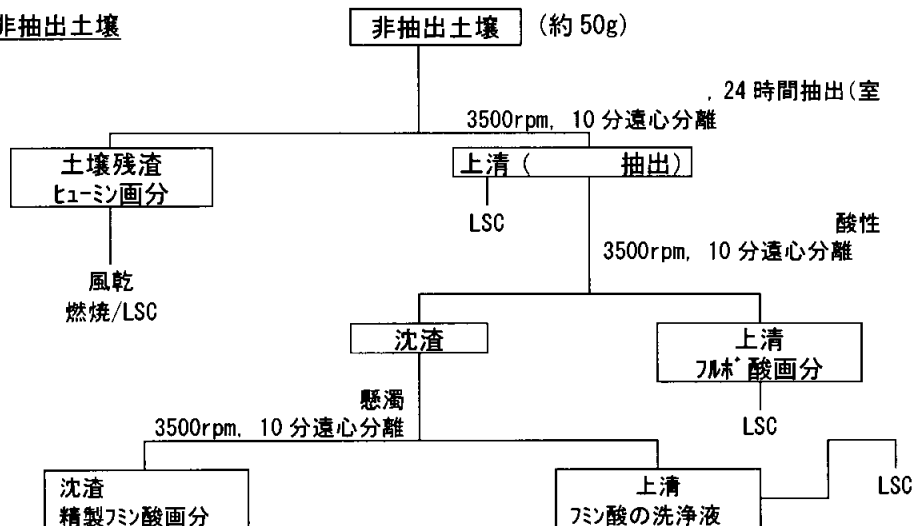 非抽出土壌
非抽出土壌 (約50g)
, 24時間抽出(室
3500rpm, 10分遠心分離
土壌残渣
ヒューミン画分
上清( 抽出)
LSC
酸性
3500rpm, 10分遠心分離
風乾
燃焼/LSC
沈渣
上清
フルボ酸画分
懸濁
3500rpm, 10分遠心分離
LSC
沈渣
精製フミン酸画分
上清
フミン酸の洗浄液
LSC